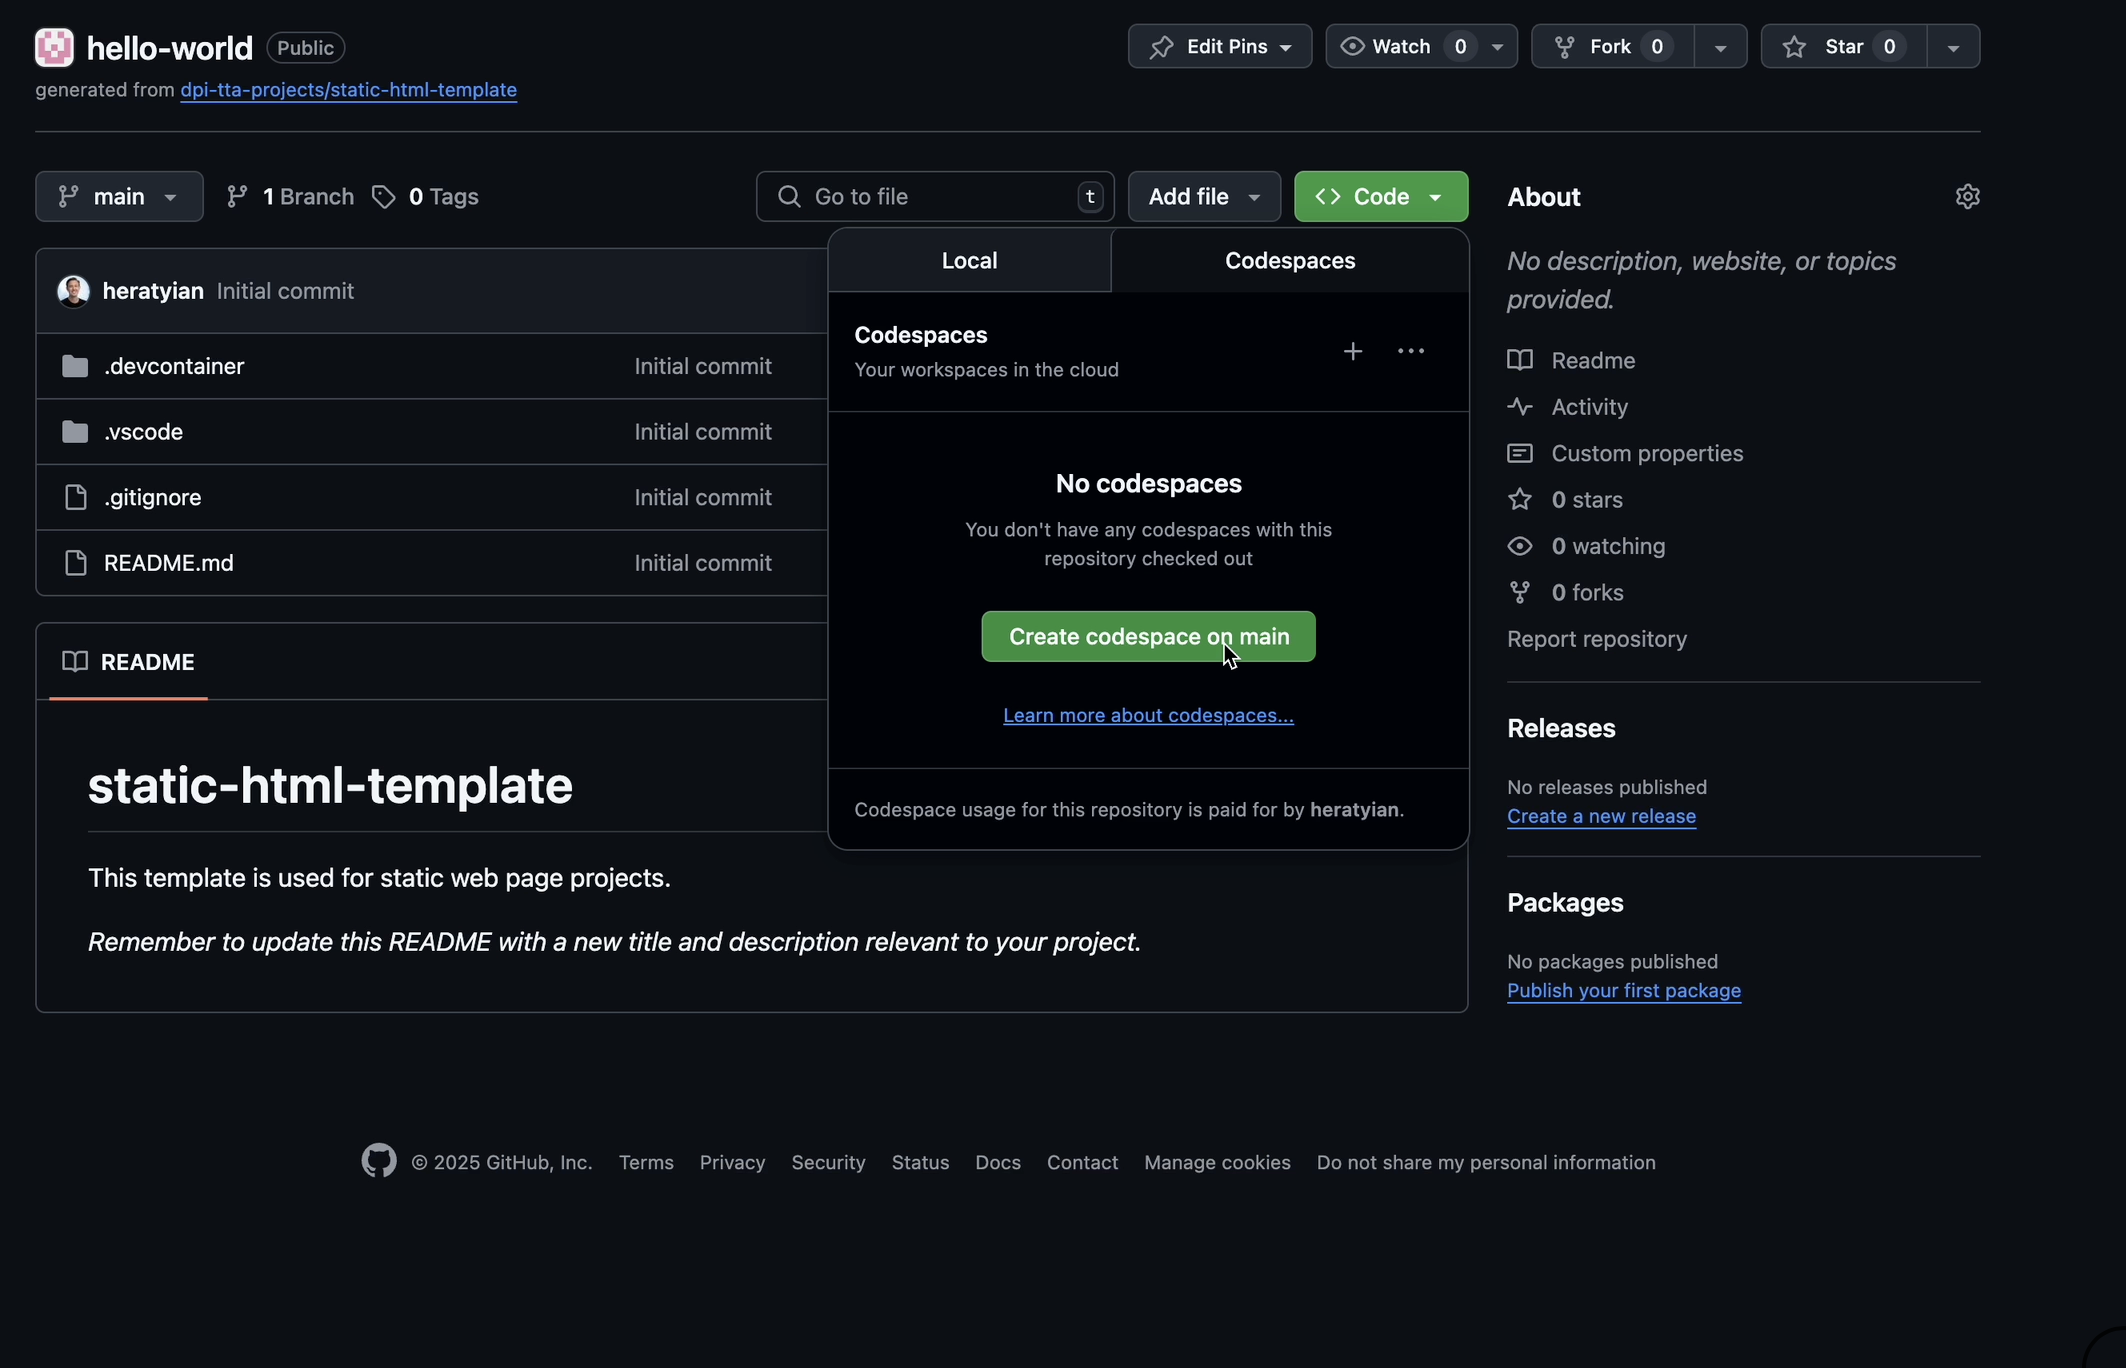 hello-world Public
Edit Pins
Watch 0
Fork 0
Star 0
generated from dpi-tta-projects/static-html-template
main
1 Branch
0 Tags
Go to file
t
Add file
Code
heratyian Initial commit
.devcontainer Initial commit
.vscode Initial commit
.gitignore Initial commit
README.md Initial commit
Local
Codespaces
Codespaces
Your workspaces in the cloud
No codespaces
You don't have any codespaces with this
repository checked out
Create codespace on main
Learn more about codespaces...
Codespace usage for this repository is paid for by heratyian.
README
static-html-template
This template is used for static web page projects.
Remember to update this README with a new title and description relevant to your project.
About
No description, website, or topics
provided.
Readme
Activity
Custom properties
0 stars
0 watching
0 forks
Report repository
Releases
No releases published
Create a new release
Packages
No packages published
Publish your first package
© 2025 GitHub, Inc. Terms Privacy Security Status Docs Contact Manage cookies Do not share my personal information